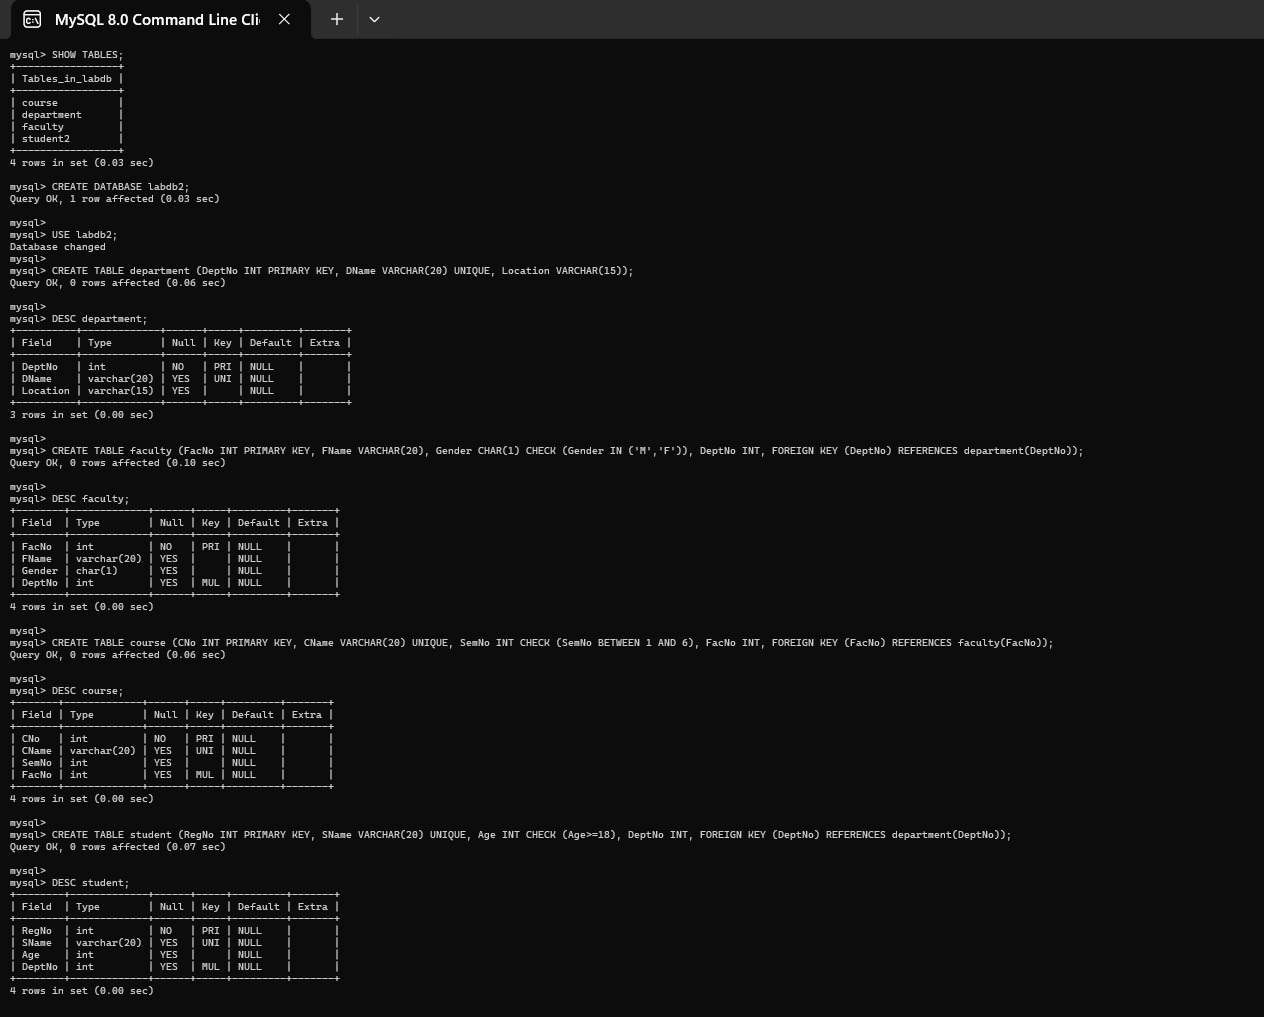 MySQL 8.0 Command Line Cli
mysql> SHOW TABLES;
+------------------+
| Tables_in_labdb |
+------------------+
| course          |
| department      |
| faculty         |
| student2        |
+------------------+
4 rows in set (0.03 sec)
mysql> CREATE DATABASE labdb2;
Query OK, 1 row affected (0.03 sec)
mysql>
mysql> USE labdb2;
Database changed
mysql>
mysql> CREATE TABLE department (DeptNo INT PRIMARY KEY, DName VARCHAR(20) UNIQUE, Location VARCHAR(15));
Query OK, 0 rows affected (0.06 sec)
mysql>
mysql> DESC department;
+----------+-------------+------+-----+---------+-------+
| Field    | Type        | Null | Key | Default | Extra |
+----------+-------------+------+-----+---------+-------+
| DeptNo   | int         | NO   | PRI | NULL    |       |
| DName    | varchar(20) | YES  | UNI | NULL    |       |
| Location | varchar(15) | YES  |     | NULL    |       |
+----------+-------------+------+-----+---------+-------+
3 rows in set (0.00 sec)
mysql>
mysql> CREATE TABLE faculty (FacNo INT PRIMARY KEY, FName VARCHAR(20), Gender CHAR(1) CHECK (Gender IN ('M','F')), DeptNo INT, FOREIGN KEY (DeptNo) REFERENCES department(DeptNo));
Query OK, 0 rows affected (0.10 sec)
mysql>
mysql> DESC faculty;
+--------+-------------+------+-----+---------+-------+
| Field  | Type        | Null | Key | Default | Extra |
+--------+-------------+------+-----+---------+-------+
| FacNo  | int         | NO   | PRI | NULL    |       |
| FName  | varchar(20) | YES  |     | NULL    |       |
| Gender | char(1)     | YES  |     | NULL    |       |
| DeptNo | int         | YES  | MUL | NULL    |       |
+--------+-------------+------+-----+---------+-------+
4 rows in set (0.00 sec)
mysql>
mysql> CREATE TABLE course (CNo INT PRIMARY KEY, CName VARCHAR(20) UNIQUE, SemNo INT CHECK (SemNo BETWEEN 1 AND 6), FacNo INT, FOREIGN KEY (FacNo) REFERENCES faculty(FacNo));
Query OK, 0 rows affected (0.06 sec)
mysql>
mysql> DESC course;
+-------+-------------+------+-----+---------+-------+
| Field | Type        | Null | Key | Default | Extra |
+-------+-------------+------+-----+---------+-------+
| CNo   | int         | NO   | PRI | NULL    |       |
| CName | varchar(20) | YES  | UNI | NULL    |       |
| SemNo | int         | YES  |     | NULL    |       |
| FacNo | int         | YES  | MUL | NULL    |       |
+-------+-------------+------+-----+---------+-------+
4 rows in set (0.00 sec)
mysql>
mysql> CREATE TABLE student (RegNo INT PRIMARY KEY, SName VARCHAR(20) UNIQUE, Age INT CHECK (Age>=18), DeptNo INT, FOREIGN KEY (DeptNo) REFERENCES department(DeptNo));
Query OK, 0 rows affected (0.07 sec)
mysql>
mysql> DESC student;
+--------+-------------+------+-----+---------+-------+
| Field  | Type        | Null | Key | Default | Extra |
+--------+-------------+------+-----+---------+-------+
| RegNo  | int         | NO   | PRI | NULL    |       |
| SName  | varchar(20) | YES  | UNI | NULL    |       |
| Age    | int         | YES  |     | NULL    |       |
| DeptNo | int         | YES  | MUL | NULL    |       |
+--------+-------------+------+-----+---------+-------+
4 rows in set (0.00 sec)